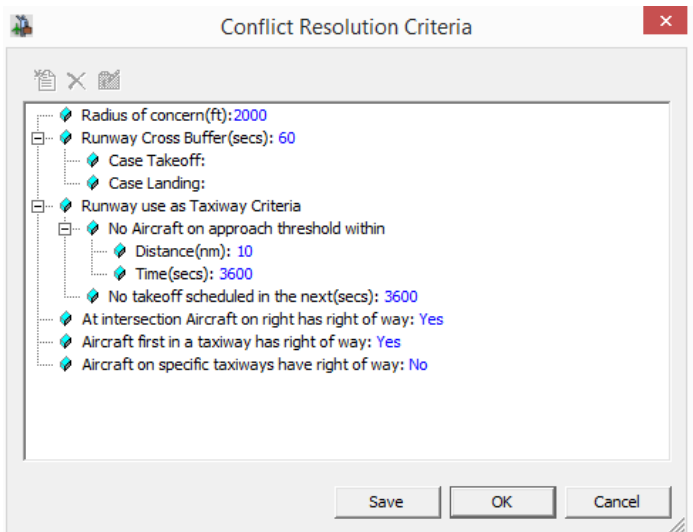 Conflict Resolution Criteria
Radius of concern(ft):2000
Runway Cross Buffer(secs): 60
Case Takeoff:
Case Landing:
Runway use as Taxiway Criteria
No Aircraft on approach threshold within
Distance(nm): 10
Time(secs): 3600
No takeoff scheduled in the next(secs): 3600
At intersection Aircraft on right has right of way: Yes
Aircraft first in a taxiway has right of way: Yes
Aircraft on specific taxiways have right of way: No
Save OK Cancel